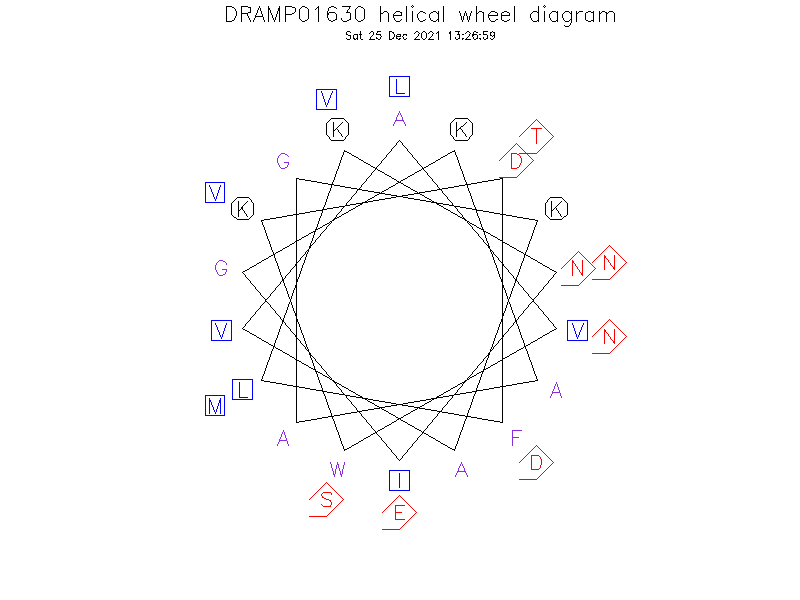 DRAMP01630 helical wheel diagram
Sat 25 Dec 2021 13:26:59
L
V
A
K
K
T
G
D
V
K
K
G
N
N
V
V
N
L
A
M
A
F
W
A
D
I
S
E